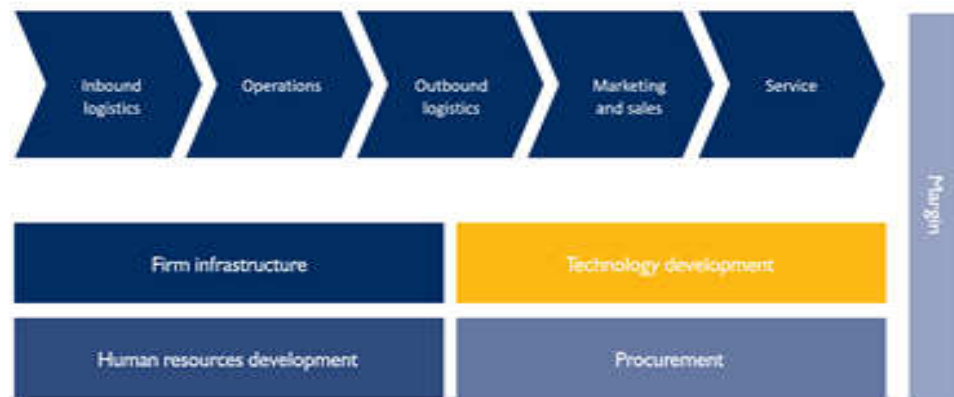 Inbound
logistics
Operations
Outbound
logistics
Marketing
and sales
Service
Margin
Firm infrastructure
Technology development
Human resources development
Procurement